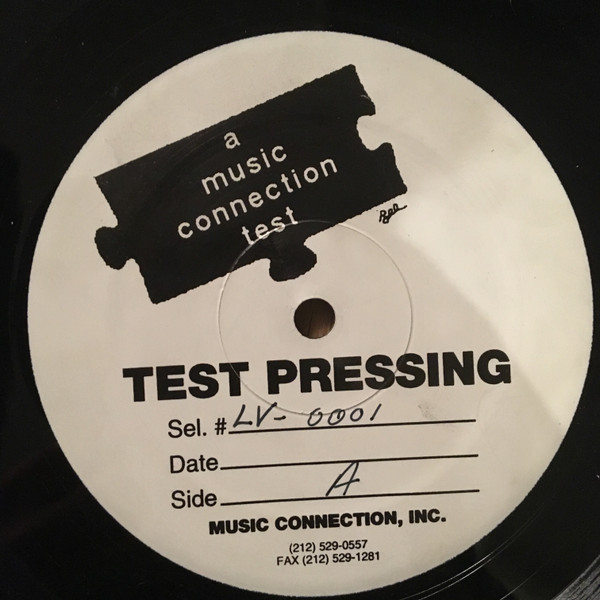 a
music
connection
test
TEST PRESSING
Sel. # LV-0001
Date
Side A
MUSIC CONNECTION, INC.
(212) 529-0557
FAX (212) 529-1281